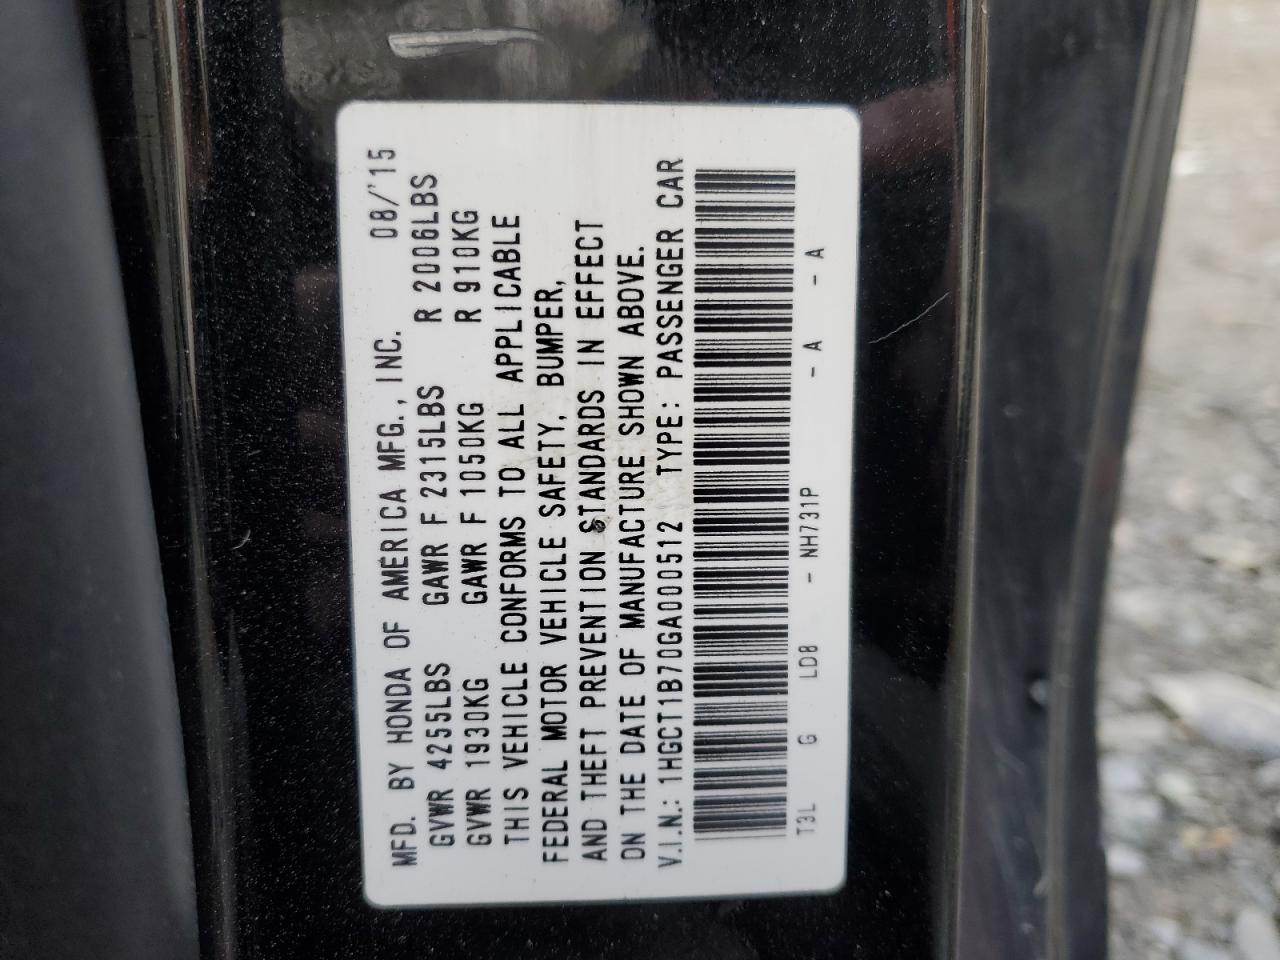 MFD. BY HONDA OF AMERICA MFG., INC. 08/'15
GVWR 4255LBS GAWR F 2315LBS R 2006LBS
GVWR 1930KG GAWR F 1050KG R 910KG
THIS VEHICLE CONFORMS TO ALL APPLICABLE
FEDERAL MOTOR VEHICLE SAFETY, BUMPER,
AND THEFT PREVENTION STANDARDS IN EFFECT
ON THE DATE OF MANUFACTURE SHOWN ABOVE.
V.I.N.: 1HGCT1B70GA000512 TYPE: PASSENGER CAR
T3L G LD8 - NH731P - A - A